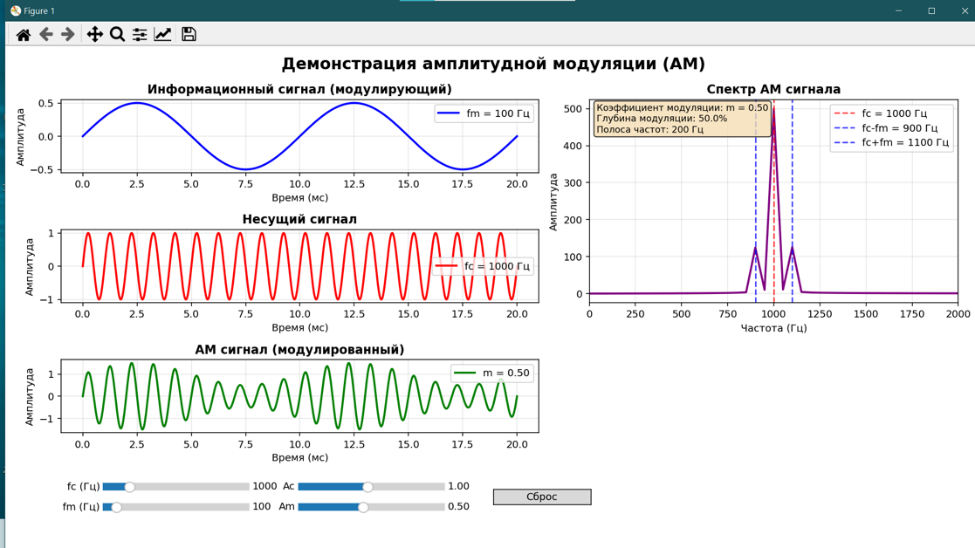 Figure 1
Демонстрация амплитудной модуляции (AM)
Информационный сигнал (модулирующий)
Амплитуда
0.5
0.0
−0.5
fm = 100 Гц
0.0 2.5 5.0 7.5 10.0 12.5 15.0 17.5 20.0
Время (мс)
Несущий сигнал
Амплитуда
1
0
−1
fc = 1000 Гц
0.0 2.5 5.0 7.5 10.0 12.5 15.0 17.5 20.0
Время (мс)
AM сигнал (модулированный)
Амплитуда
1
0
−1
m = 0.50
0.0 2.5 5.0 7.5 10.0 12.5 15.0 17.5 20.0
Время (мс)
Спектр AM сигнала
Амплитуда
500
400
300
200
100
0
Коэффициент модуляции: m = 0.50
Глубина модуляции: 50.0%
Полоса частот: 200 Гц
fc = 1000 Гц
fc-fm = 900 Гц
fc+fm = 1100 Гц
0 250 500 750 1000 1250 1500 1750 2000
Частота (Гц)
fc (Гц) 1000 Ac 1.00
fm (Гц) 100 Am 0.50
Сброс